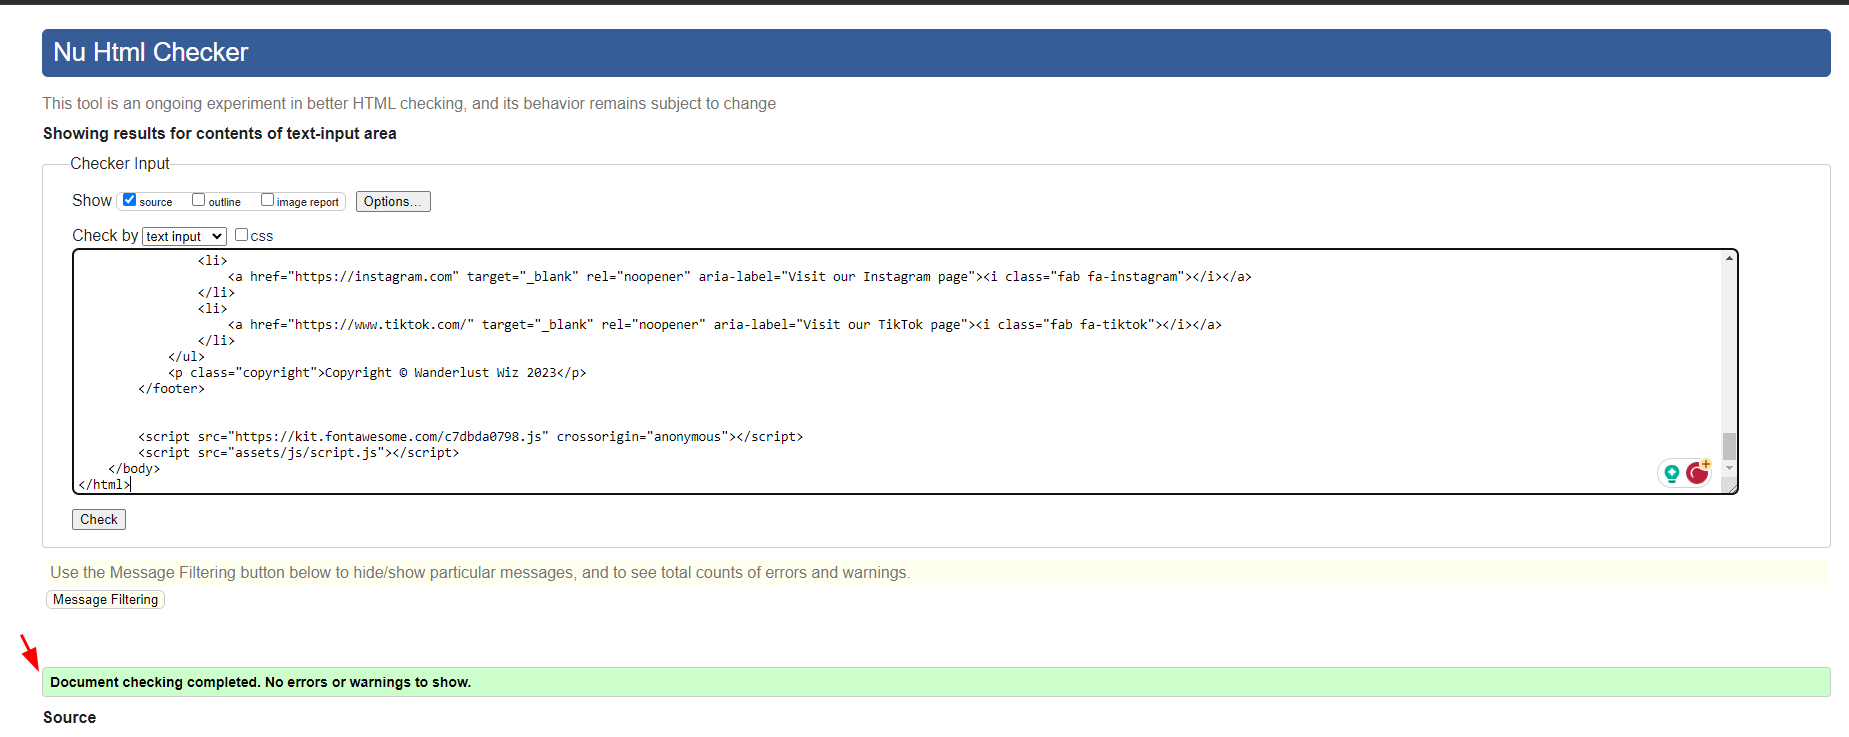 Nu Html Checker
This tool is an ongoing experiment in better HTML checking, and its behavior remains subject to change
Showing results for contents of text-input area
Checker Input
Show source outline image report Options...
Check by text input css
<li>
<a href="https://instagram.com" target="_blank" rel="noopener" aria-label="Visit our Instagram page"><i class="fab fa-instagram"></i></a>
</li>
<li>
<a href="https://www.tiktok.com/" target="_blank" rel="noopener" aria-label="Visit our TikTok page"><i class="fab fa-tiktok"></i></a>
</li>
</ul>
<p class="copyright">Copyright © Wanderlust Wiz 2023</p>
</footer>
<script src="https://kit.fontawesome.com/c7dbda0798.js" crossorigin="anonymous"></script>
<script src="assets/js/script.js"></script>
</body>
</html>
Check
Use the Message Filtering button below to hide/show particular messages, and to see total counts of errors and warnings.
Message Filtering
Document checking completed. No errors or warnings to show.
Source